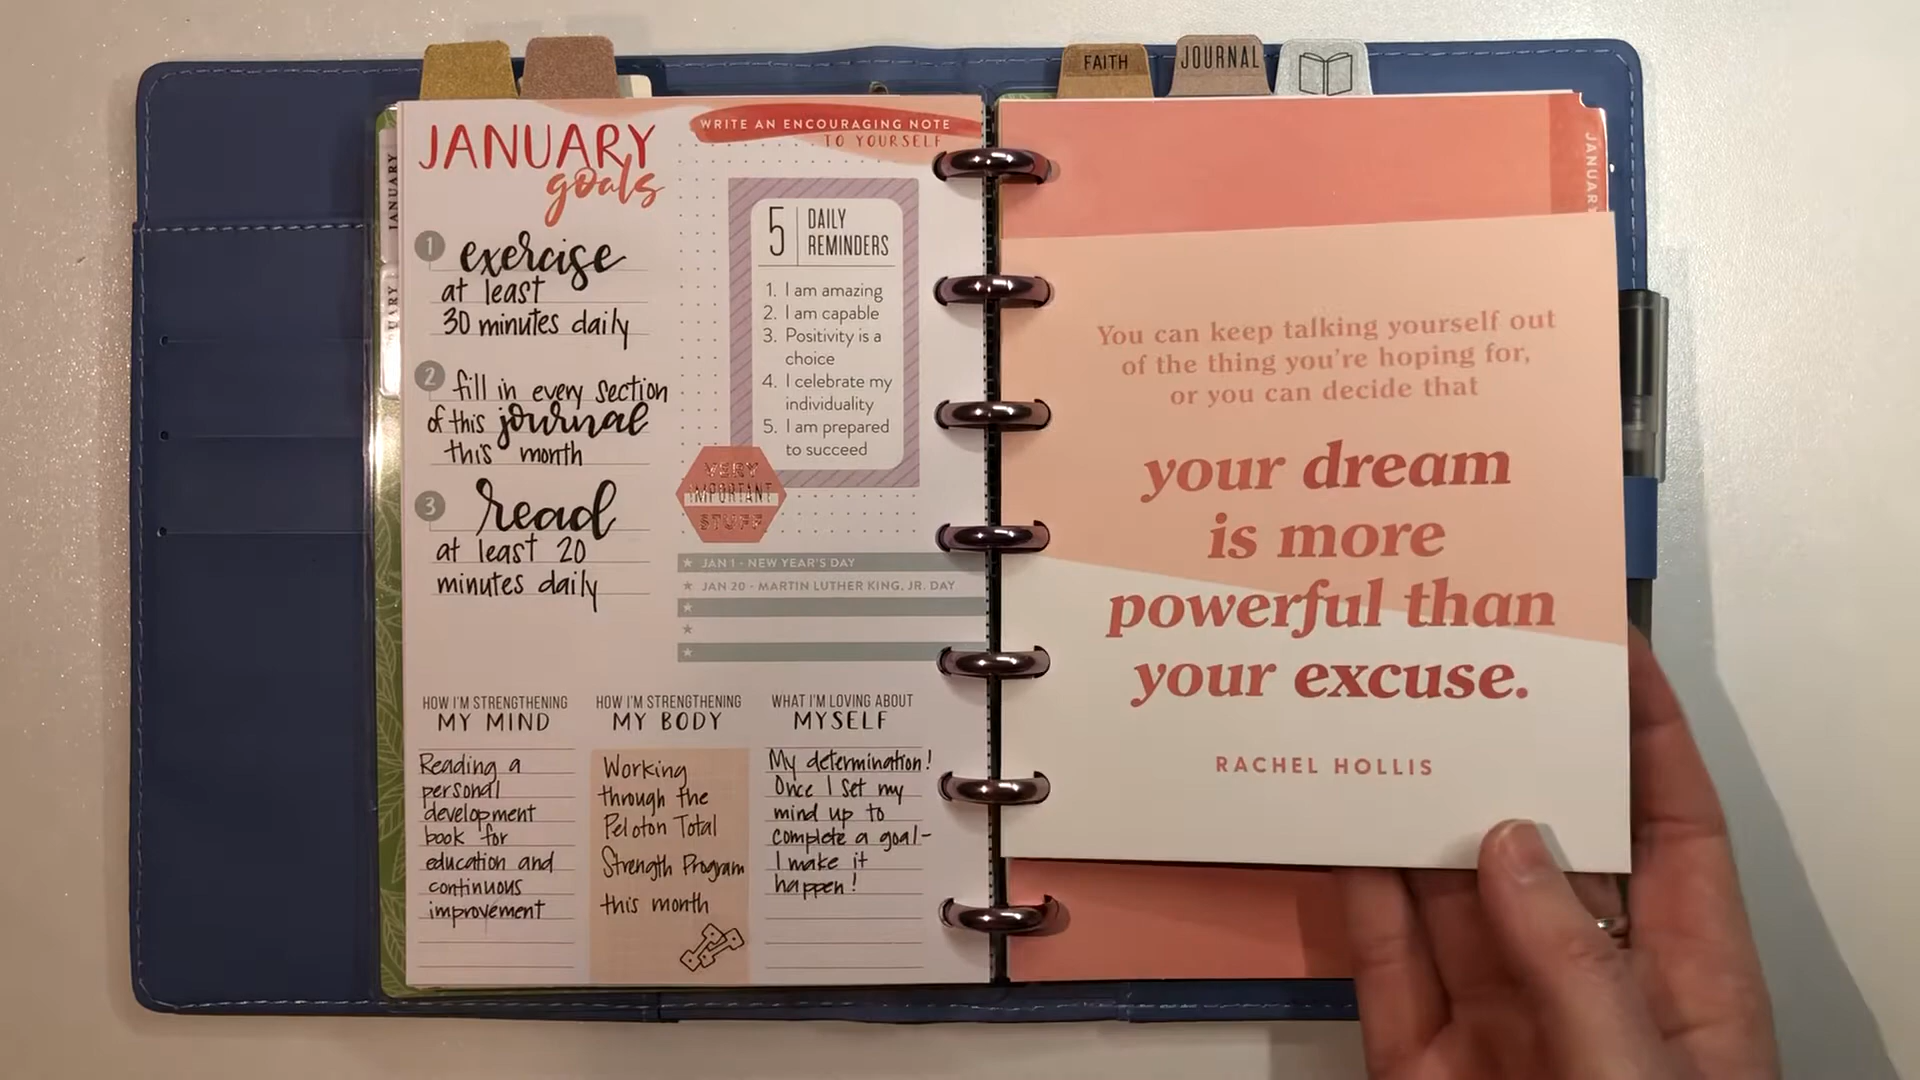 FAITH
JOURNAL
JANUARY
JANUARY
goals
1
exercise
at least
30 minutes daily
2
fill in every section
of this journal
this month
3
read
at least 20
minutes daily
WRITE AN ENCOURAGING NOTE
TO YOURSELF
5 DAILY
REMINDERS
1. I am amazing
2. I am capable
3. Positivity is a
choice
4. I celebrate my
individuality
5. I am prepared
to succeed
VERY
IMPORTANT
STUFF
★ JAN 1 - NEW YEAR'S DAY
★ JAN 20 - MARTIN LUTHER KING, JR. DAY
★
★
★
HOW I'M STRENGTHENING
MY MIND
Reading a
personal
development
book for
education and
continuous
improvement
HOW I'M STRENGTHENING
MY BODY
Working
through the
Peloton Total
Strength Program
this month
WHAT I'M LOVING ABOUT
MYSELF
My determination!
Once I set my
mind up to
complete a goal-
I make it
happen!
JANUARY
You can keep talking yourself out
of the thing you're hoping for,
or you can decide that
your dream
is more
powerful than
your excuse.
RACHEL HOLLIS